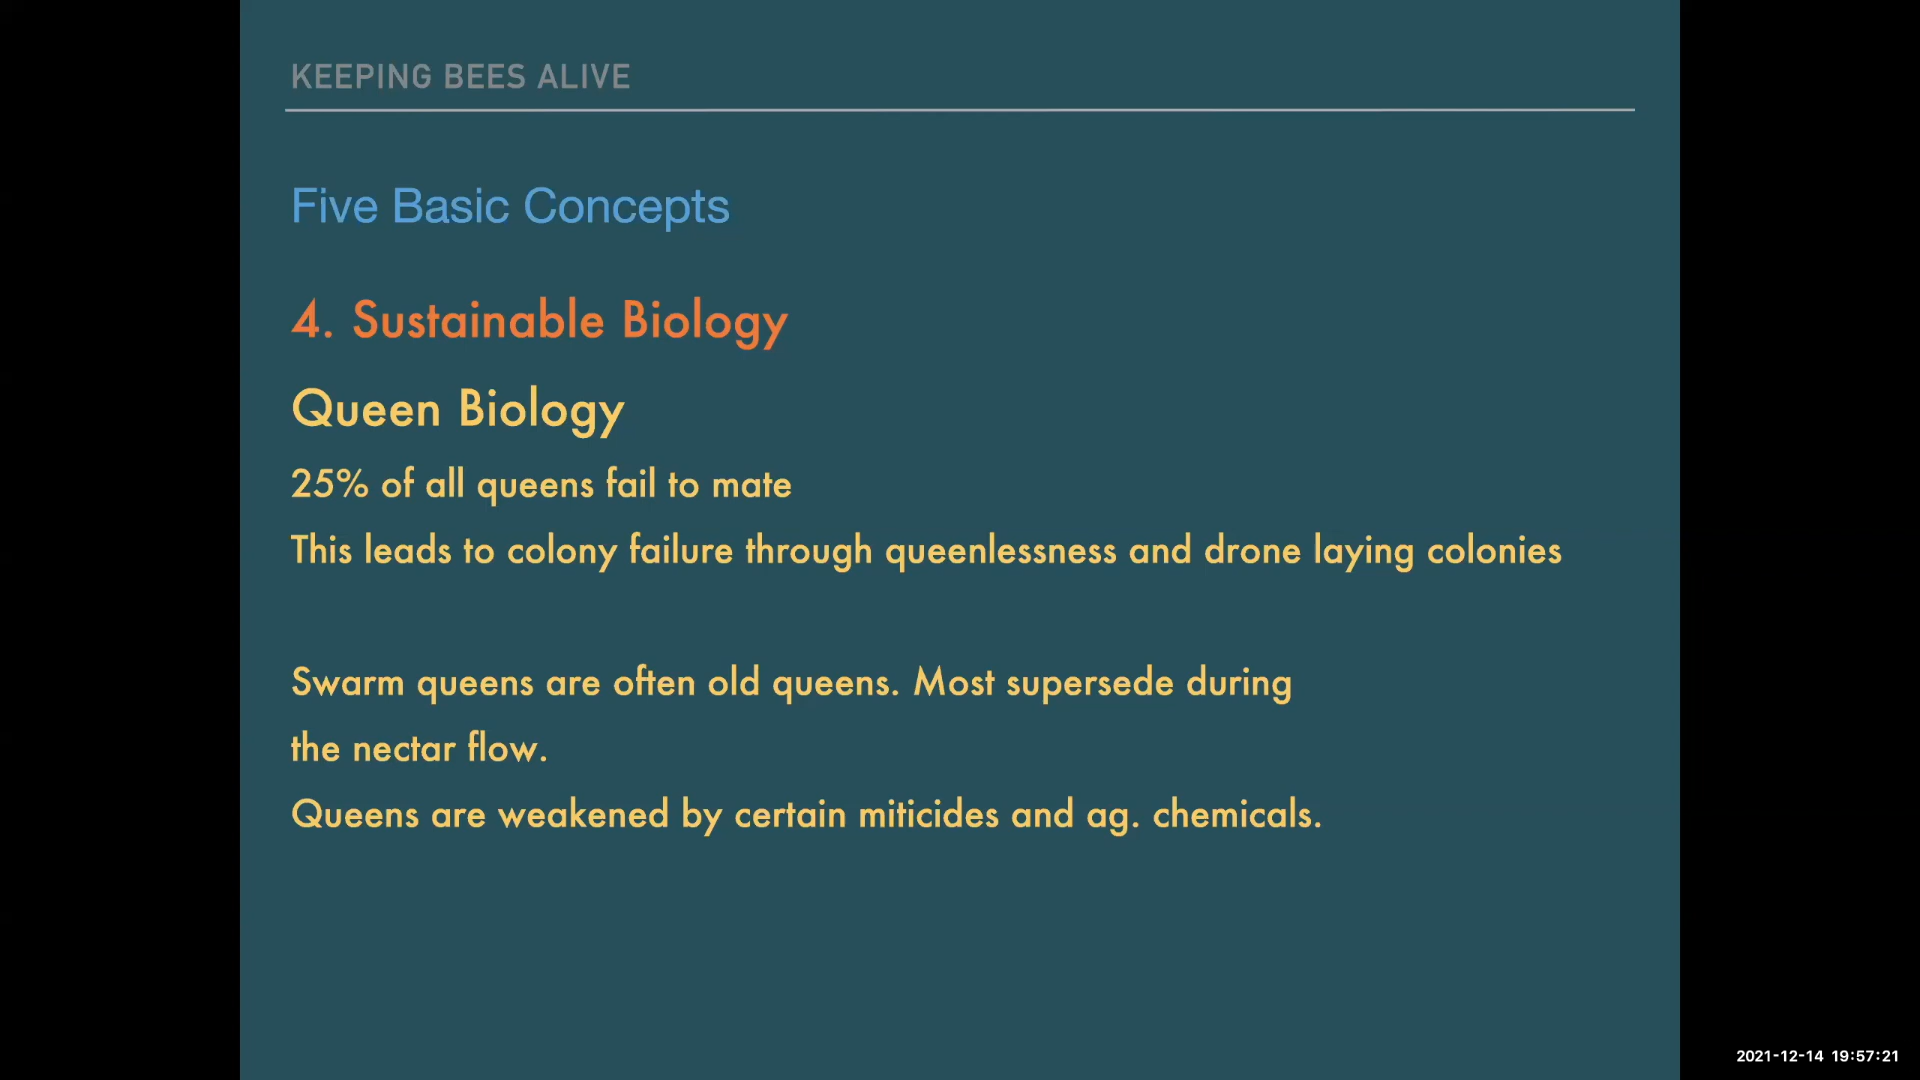 KEEPING BEES ALIVE
Five Basic Concepts
4. Sustainable Biology
Queen Biology
25% of all queens fail to mate
This leads to colony failure through queenlessness and drone laying colonies
Swarm queens are often old queens. Most supersede during
the nectar flow.
Queens are weakened by certain miticides and ag. chemicals.
2021-12-14 19:57:21